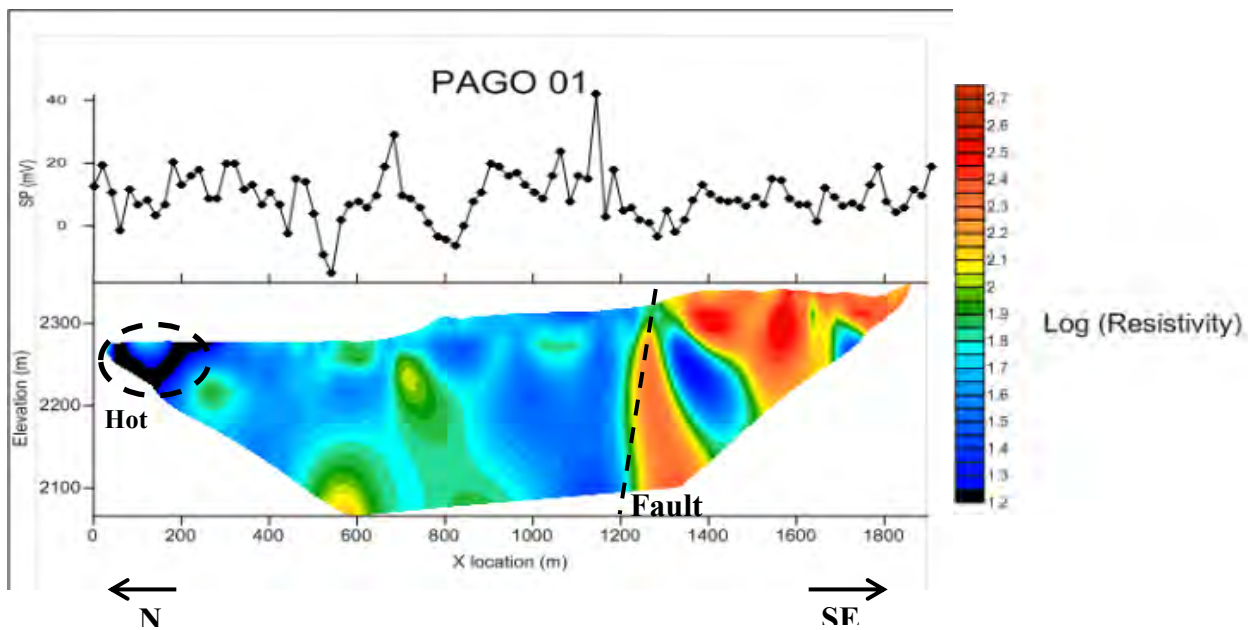 PAGO 01
40
20
0
SP (mV)
2300
2200
2100
Elevation (m)
Hot
Fault
0 200 400 600 800 1000 1200 1400 1600 1800
X location (m)
N SE
2.7
2.6
2.5
2.4
2.3
2.2
2.1
2
1.9
1.8
1.7
1.6
1.5
1.4
1.3
1.2
Log (Resistivity)